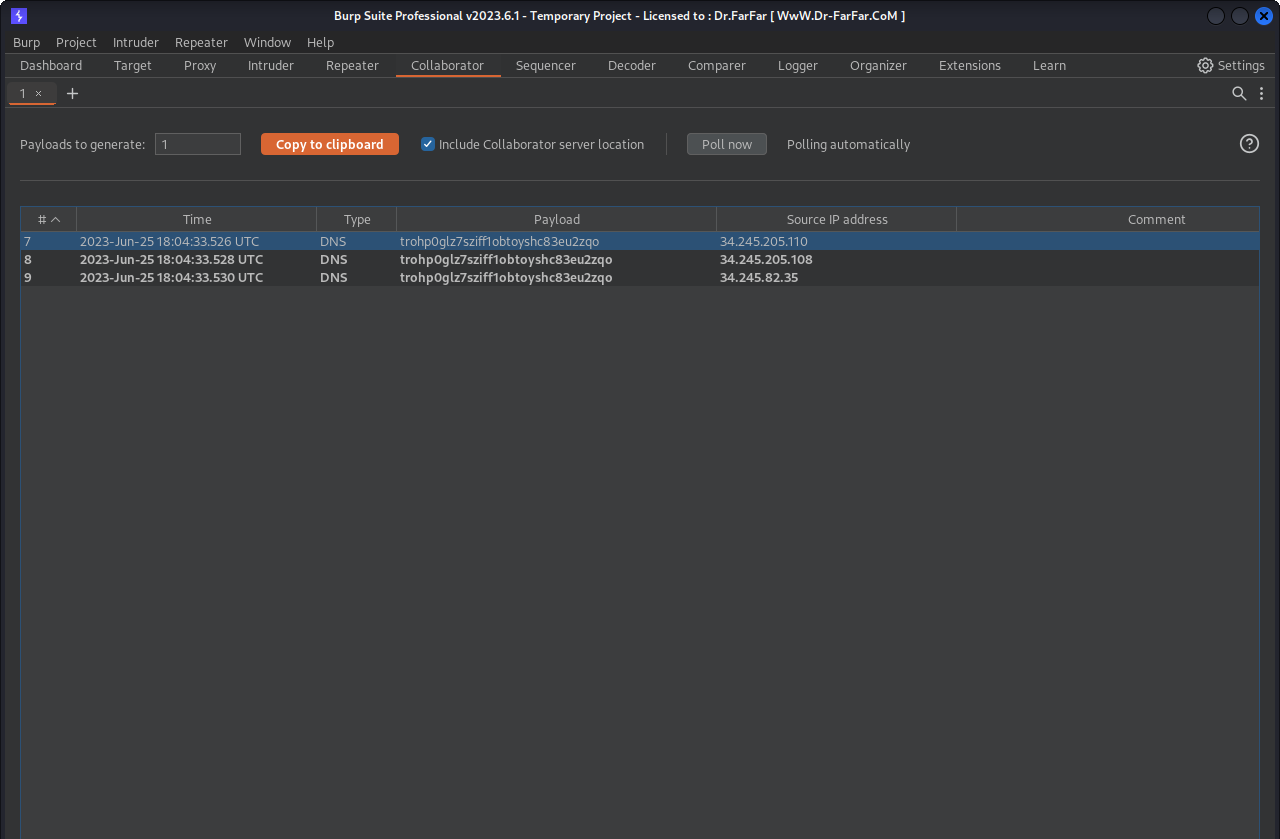 Burp Suite Professional v2023.6.1 - Temporary Project - Licensed to : Dr.FarFar [ WwW.Dr-FarFar.CoM ]
Burp Project Intruder Repeater Window Help
Dashboard Target Proxy Intruder Repeater Collaborator Sequencer Decoder Comparer Logger Organizer Extensions Learn Settings
1 × +
Payloads to generate: 1 Copy to clipboard Include Collaborator server location Poll now Polling automatically ?
# Time Type Payload Source IP address Comment
7 2023-Jun-25 18:04:33.526 UTC DNS trohp0glz7sziff1obtoyshc83eu2zqo 34.245.205.110
8 2023-Jun-25 18:04:33.528 UTC DNS trohp0glz7sziff1obtoyshc83eu2zqo 34.245.205.108
9 2023-Jun-25 18:04:33.530 UTC DNS trohp0glz7sziff1obtoyshc83eu2zqo 34.245.82.35